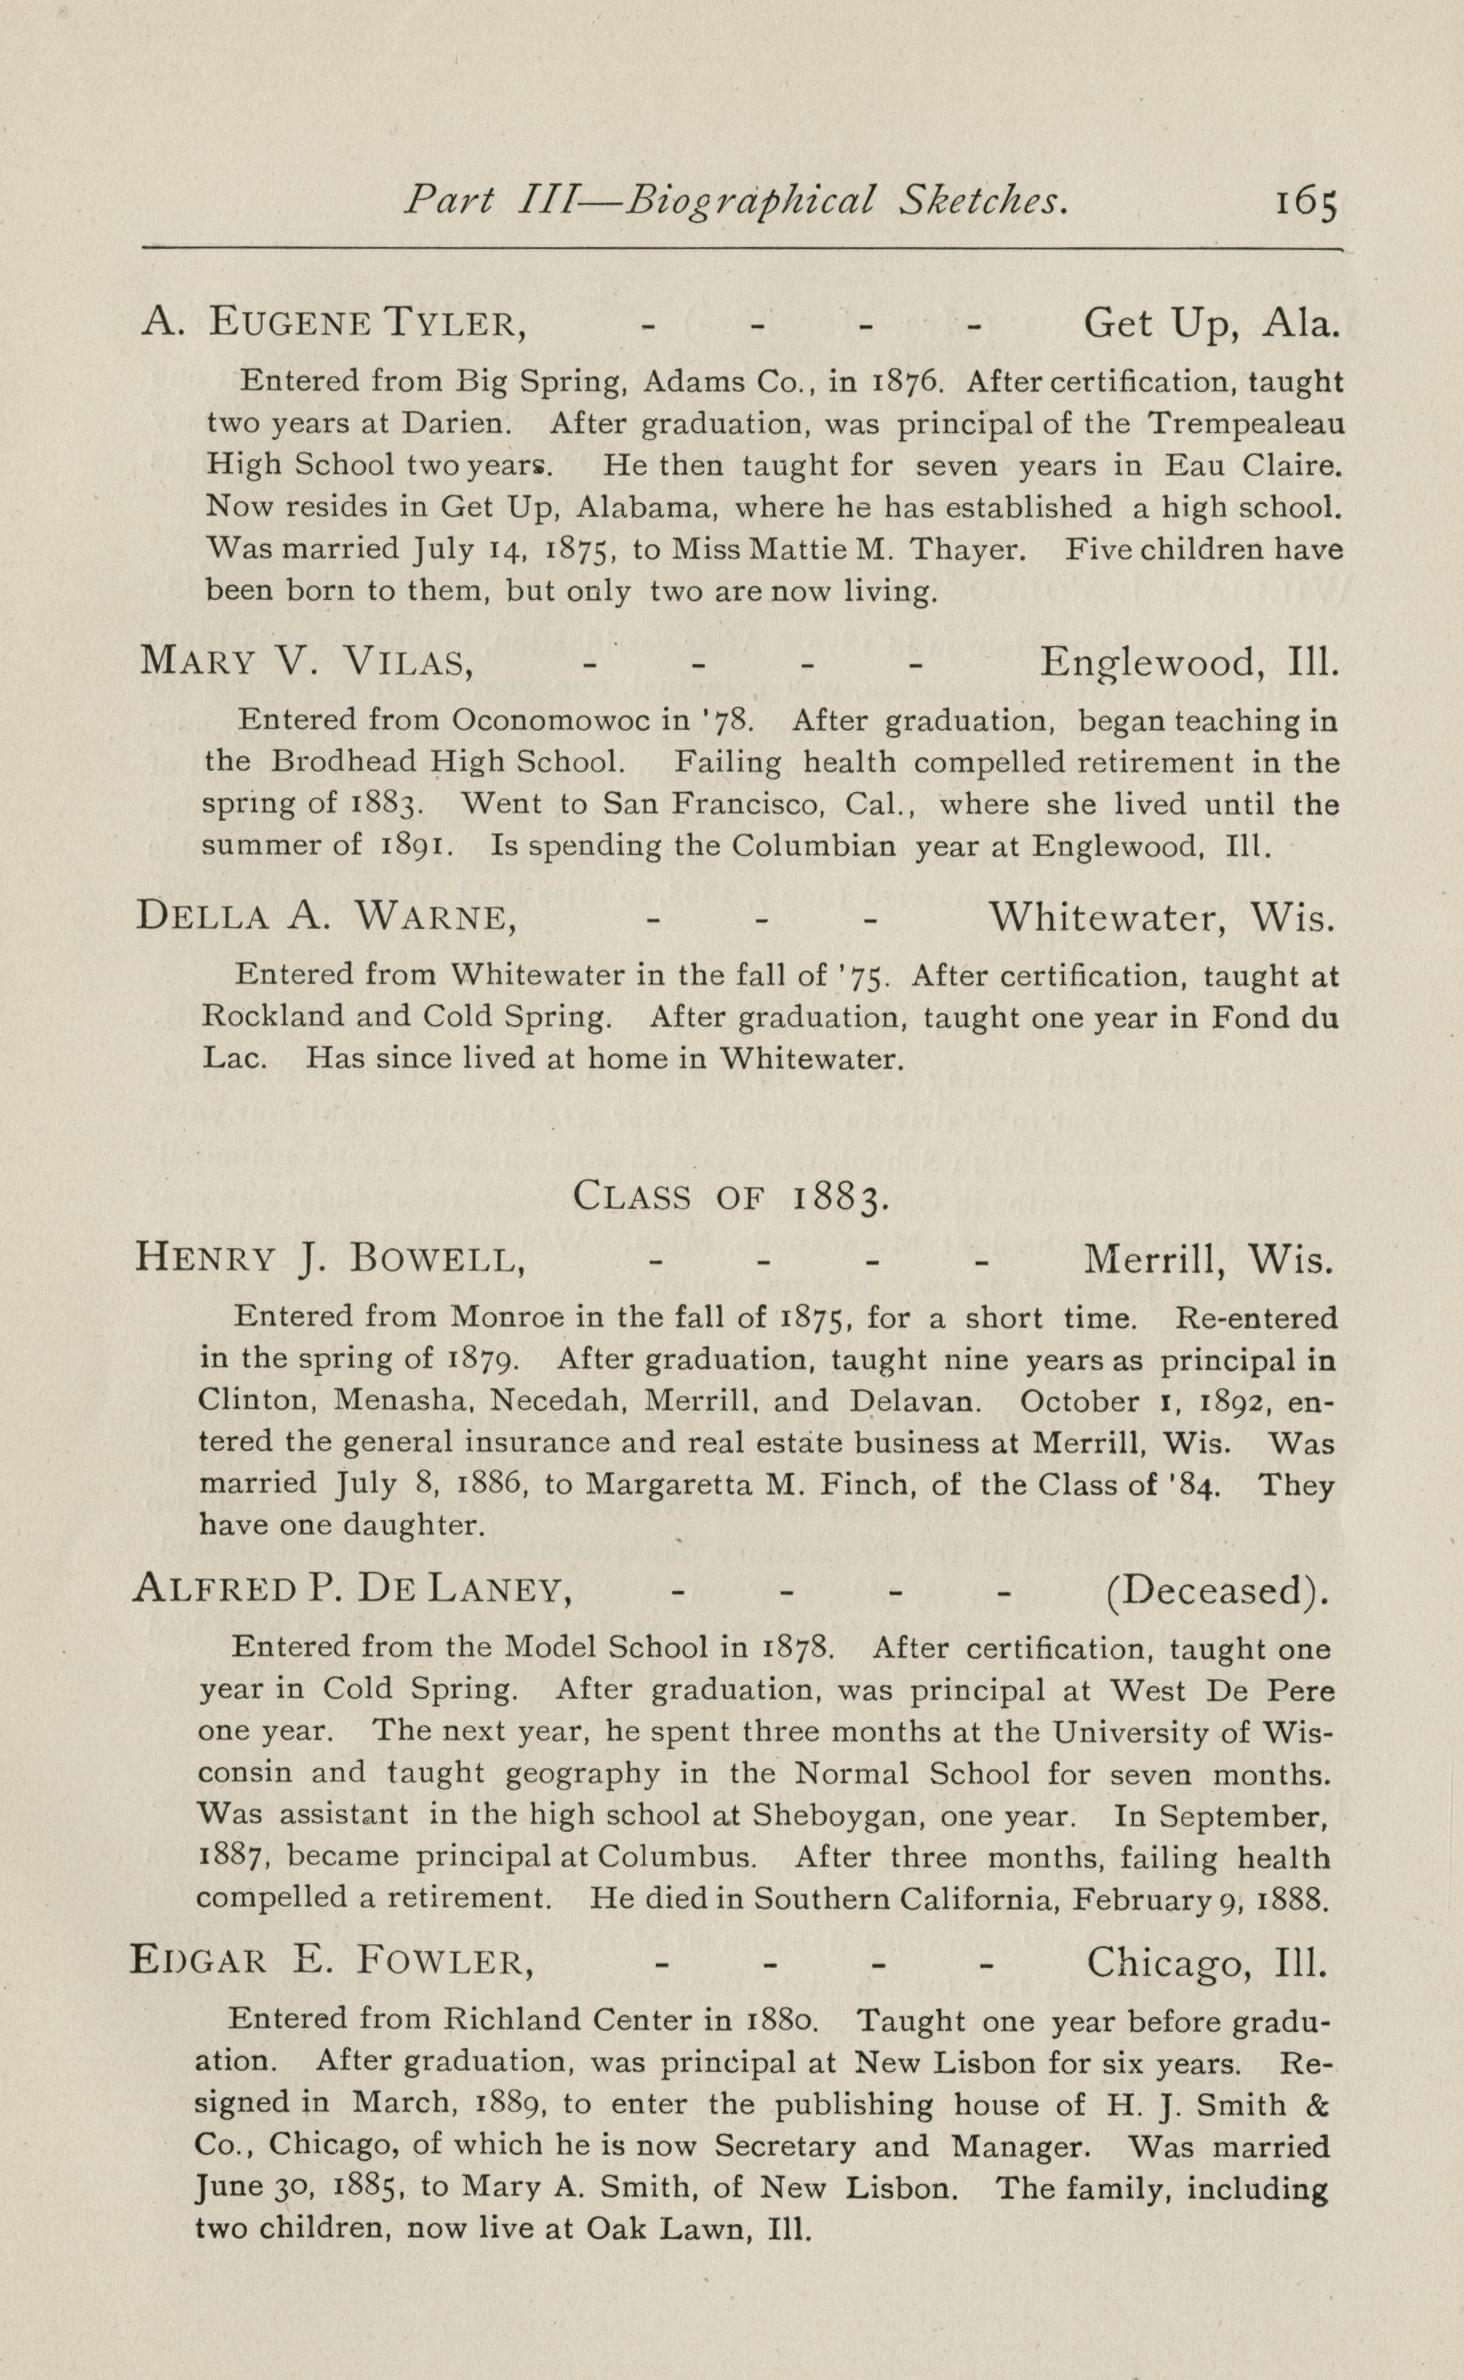 Part III—Biographical Sketches. 165
A. EUGENE TYLER, - - - - Get Up, Ala.
Entered from Big Spring, Adams Co., in 1876. After certification, taught
two years at Darien. After graduation, was principal of the Trempealeau
High School two years. He then taught for seven years in Eau Claire.
Now resides in Get Up, Alabama, where he has established a high school.
Was married July 14, 1875, to Miss Mattie M. Thayer. Five children have
been born to them, but only two are now living.
MARY V. VILAS, - - - - Englewood, Ill.
Entered from Oconomowoc in '78. After graduation, began teaching in
the Brodhead High School. Failing health compelled retirement in the
spring of 1883. Went to San Francisco, Cal., where she lived until the
summer of 1891. Is spending the Columbian year at Englewood, Ill.
DELLA A. WARNE, - - - Whitewater, Wis.
Entered from Whitewater in the fall of '75. After certification, taught at
Rockland and Cold Spring. After graduation, taught one year in Fond du
Lac. Has since lived at home in Whitewater.
CLASS OF 1883.
HENRY J. BOWELL, - - - - Merrill, Wis.
Entered from Monroe in the fall of 1875, for a short time. Re-entered
in the spring of 1879. After graduation, taught nine years as principal in
Clinton, Menasha, Necedah, Merrill, and Delavan. October 1, 1892, en-
tered the general insurance and real estate business at Merrill, Wis. Was
married July 8, 1886, to Margaretta M. Finch, of the Class of '84. They
have one daughter.
ALFRED P. DE LANEY, - - - - (Deceased).
Entered from the Model School in 1878. After certification, taught one
year in Cold Spring. After graduation, was principal at West De Pere
one year. The next year, he spent three months at the University of Wis-
consin and taught geography in the Normal School for seven months.
Was assistant in the high school at Sheboygan, one year. In September,
1887, became principal at Columbus. After three months, failing health
compelled a retirement. He died in Southern California, February 9, 1888.
EDGAR E. FOWLER, - - - - Chicago, Ill.
Entered from Richland Center in 1880. Taught one year before gradu-
ation. After graduation, was principal at New Lisbon for six years. Re-
signed in March, 1889, to enter the publishing house of H. J. Smith &
Co., Chicago, of which he is now Secretary and Manager. Was married
June 30, 1885, to Mary A. Smith, of New Lisbon. The family, including
two children, now live at Oak Lawn, Ill.